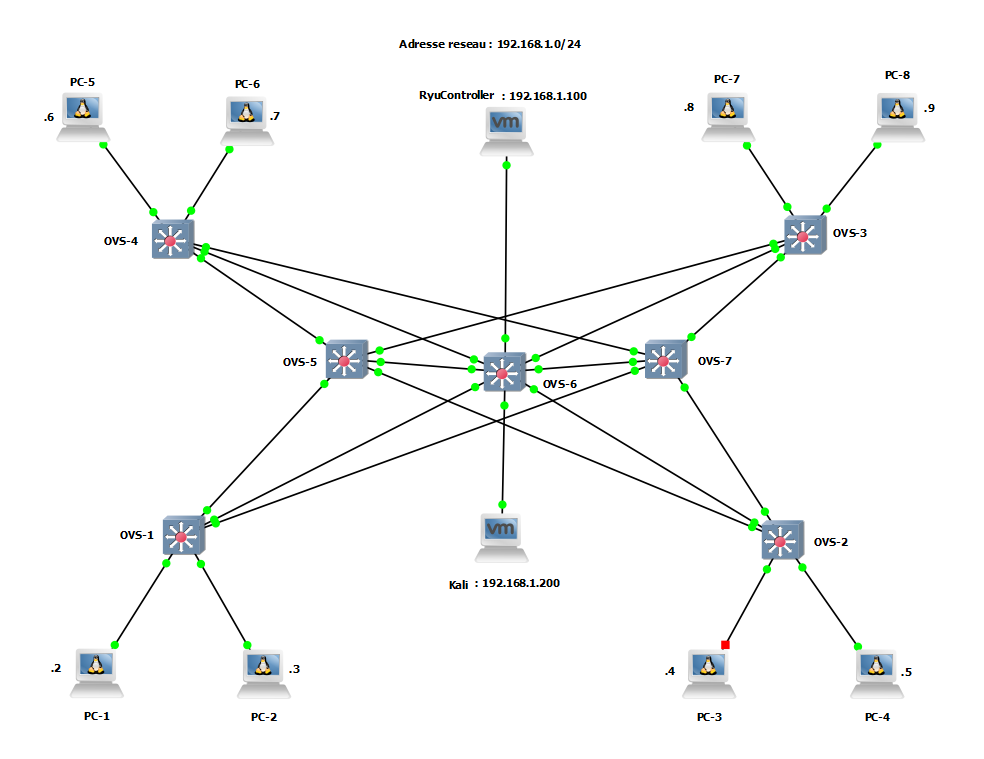 Adresse reseau : 192.168.1.0/24
PC-5
PC-6
PC-7
PC-8
RyuController : 192.168.1.100
.6
.7
.8
.9
vm
OVS-4
OVS-3
OVS-5
OVS-6
OVS-7
OVS-1
OVS-2
vm
Kali : 192.168.1.200
.2
.3
.4
.5
PC-1
PC-2
PC-3
PC-4